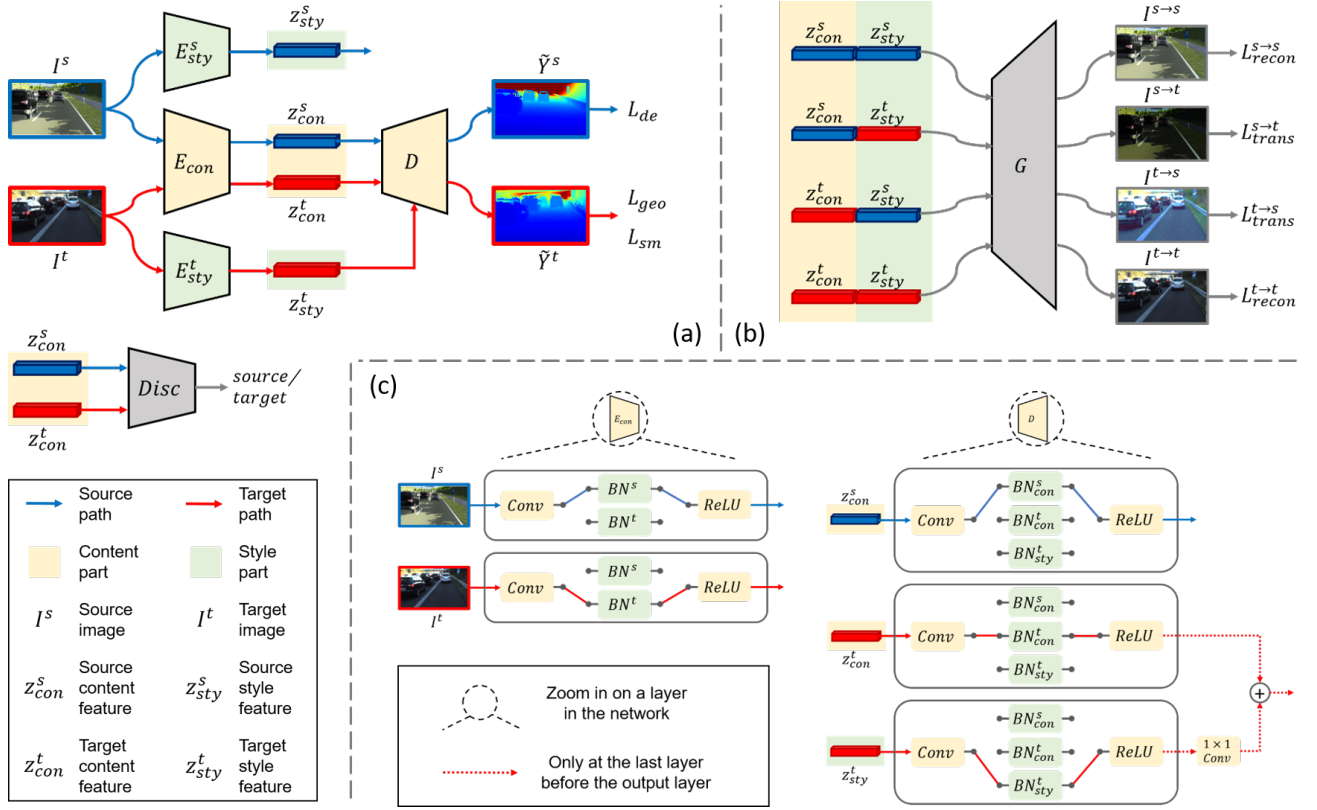 z^s_sty
E^s_sty
I^s
Ỹ^s
z^s_con
L_de
E_con
D
z^t_con
L_geo
L_sm
I^t
E^t_sty
Ỹ^t
z^t_sty
(a)
z^s_con z^s_sty
I^{s→s}
L^{s→s}_recon
z^s_con z^t_sty
I^{s→t}
L^{s→t}_trans
G
z^t_con z^s_sty
I^{t→s}
L^{t→s}_trans
z^t_con z^t_sty
I^{t→t}
L^{t→t}_recon
(b)
z^s_con
Disc
source/
target
z^t_con
Source
path
Target
path
Content
part
Style
part
I^s
Source
image
I^t
Target
image
z^s_con
Source
content
feature
z^s_sty
Source
style
feature
z^t_con
Target
content
feature
z^t_sty
Target
style
feature
(c)
E_con
I^s
Conv
BN^s
BN^t
ReLU
Conv
BN^s
BN^t
ReLU
I^t
Zoom in on a layer
in the network
Only at the last layer
before the output layer
D
z^s_con
Conv
BN^s_con
BN^t_con
BN^t_sty
ReLU
z^t_con
Conv
BN^s_con
BN^t_con
BN^t_sty
ReLU
+
z^t_sty
Conv
BN^s_con
BN^t_con
BN^t_sty
ReLU
1 × 1
Conv